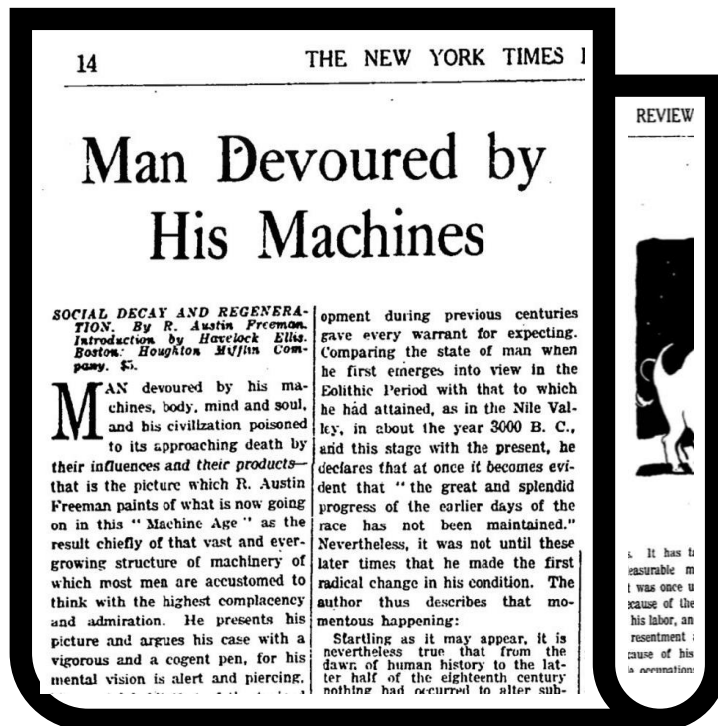 14
THE NEW YORK TIMES
Man Devoured by
His Machines
SOCIAL DECAY AND REGENERA-
TION. By R. Austin Freeman.
Introduction by Havelock Ellis.
Boston: Houghton Mifflin Com-
pany. $5.
MAN devoured by his ma-
chines, body, mind and soul,
and his civilization poisoned
to its approaching death by
their influences and their products—
that is the picture which R. Austin
Freeman paints of what is now going
on in this "Machine Age" as the
result chiefly of that vast and ever-
growing structure of machinery of
which most men are accustomed to
think with the highest complacency
and admiration. He presents his
picture and argues his case with a
vigorous and a cogent pen, for his
mental vision is alert and piercing,
opment during previous centuries
gave every warrant for expecting.
Comparing the state of man when
he first emerges into view in the
Eolithic Period with that to which
he had attained, as in the Nile Val-
ley, in about the year 3000 B. C.,
and this stage with the present, he
declares that at once it becomes evi-
dent that "the great and splendid
progress of the earlier days of the
race has not been maintained."
Nevertheless, it was not until these
later times that he made the first
radical change in his condition. The
author thus describes that mo-
mentous happening:
Startling as it may appear, it is
nevertheless true that from the
dawn of human history to the lat-
ter half of the eighteenth century
nothing had occurred to alter sub-
REVIEW
s. It has
easurable
was once
ecause of the
his labor, an
resentment
cause of his
occupation